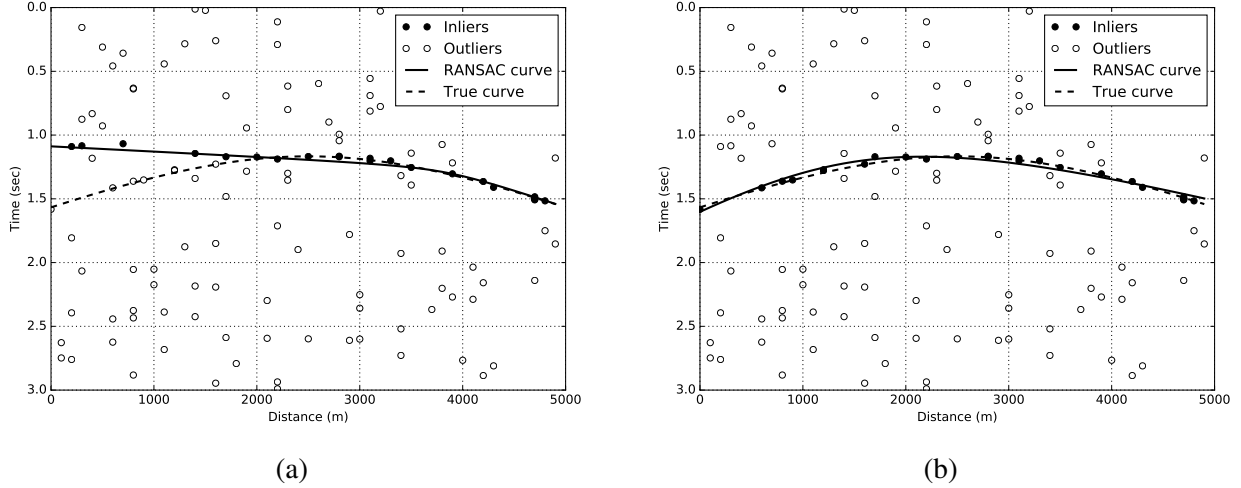 0.0
0.5
1.0
1.5
2.0
2.5
3.0
Time (sec)
0 1000 2000 3000 4000 5000
Distance (m)
Inliers
Outliers
RANSAC curve
True curve
(a)
0.0
0.5
1.0
1.5
2.0
2.5
3.0
Time (sec)
0 1000 2000 3000 4000 5000
Distance (m)
Inliers
Outliers
RANSAC curve
True curve
(b)